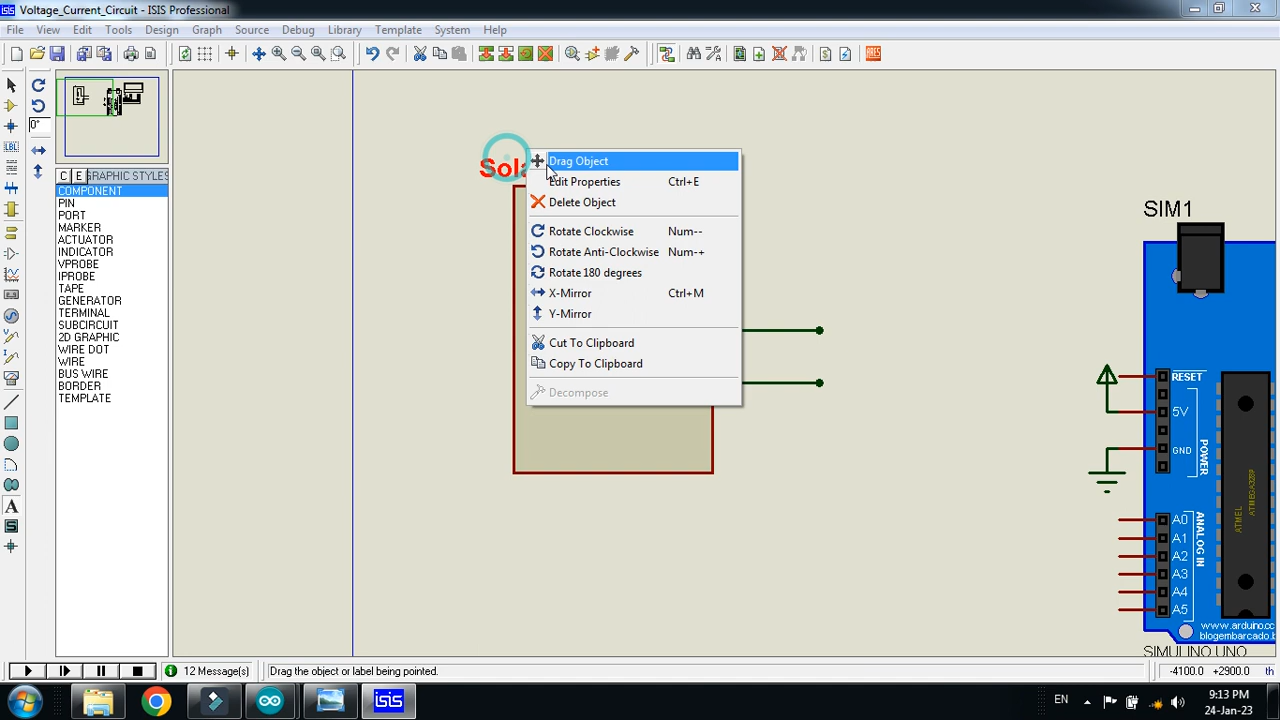 Voltage_Current_Circuit - ISIS Professional
File View Edit Tools Design Graph Source Debug Library Template System Help
0°
C E GRAPHIC STYLES
COMPONENT
PIN
PORT
MARKER
ACTUATOR
INDICATOR
VPROBE
IPROBE
TAPE
GENERATOR
TERMINAL
SUBCIRCUIT
2D GRAPHIC
WIRE DOT
WIRE
BUS WIRE
BORDER
TEMPLATE
Sola
Drag Object
Edit Properties Ctrl+E
Delete Object
Rotate Clockwise Num--
Rotate Anti-Clockwise Num-+
Rotate 180 degrees
X-Mirror Ctrl+M
Y-Mirror
Cut To Clipboard
Copy To Clipboard
Decompose
SIM1
RESET
5V
GND
POWER
A0
A1
A2
A3
A4
A5
ANALOG IN
ATMEL
ATMEGA328P
www.arduino.cc
blogembarcado.b
SIMULINO UNO
12 Message(s)
Drag the object or label being pointed.
-4100.0 +2900.0 th
isis
EN
9:13 PM
24-Jan-23